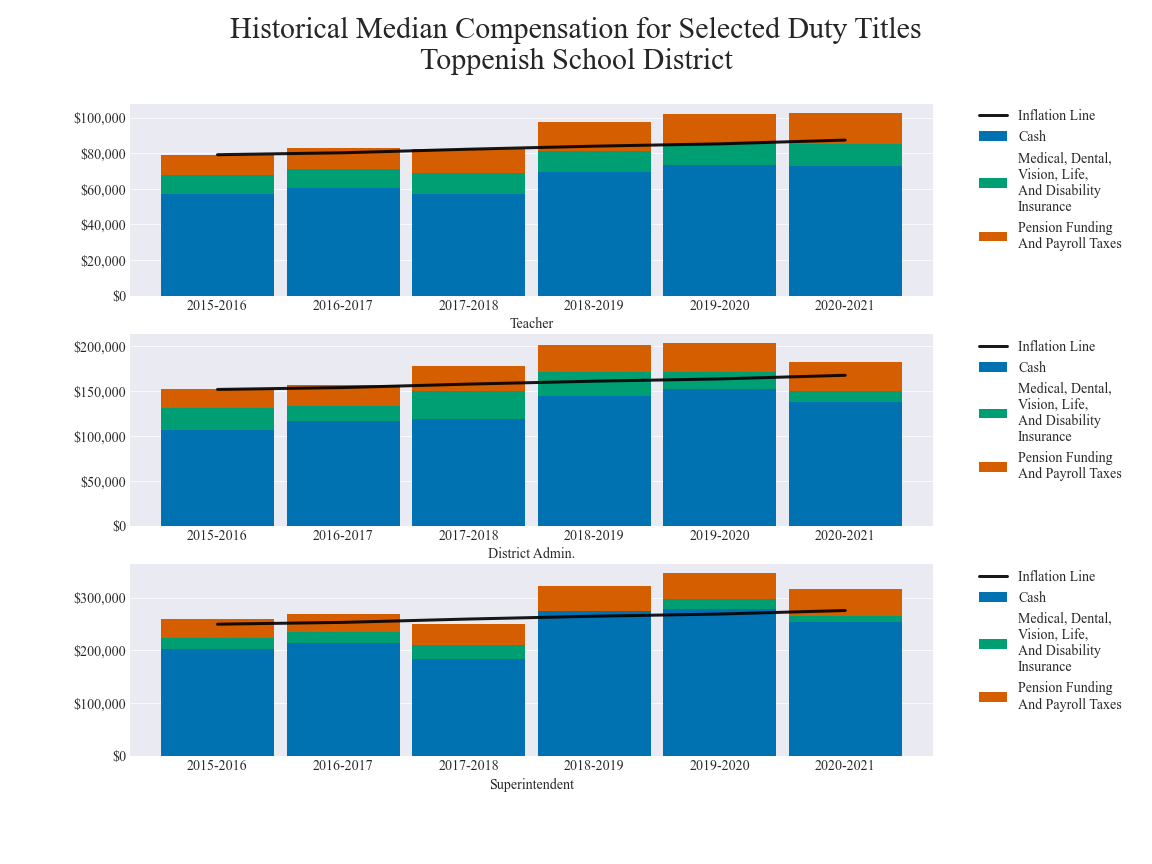 Historical Median Compensation for Selected Duty Titles
Toppenish School District
$100,000
$80,000
$60,000
$40,000
$20,000
$0
2015-2016
2016-2017
2017-2018
2018-2019
2019-2020
2020-2021
Teacher
Inflation Line
Cash
Medical, Dental,
Vision, Life,
And Disability
Insurance
Pension Funding
And Payroll Taxes
$200,000
$150,000
$100,000
$50,000
$0
2015-2016
2016-2017
2017-2018
2018-2019
2019-2020
2020-2021
District Admin.
Inflation Line
Cash
Medical, Dental,
Vision, Life,
And Disability
Insurance
Pension Funding
And Payroll Taxes
$300,000
$200,000
$100,000
$0
2015-2016
2016-2017
2017-2018
2018-2019
2019-2020
2020-2021
Superintendent
Inflation Line
Cash
Medical, Dental,
Vision, Life,
And Disability
Insurance
Pension Funding
And Payroll Taxes